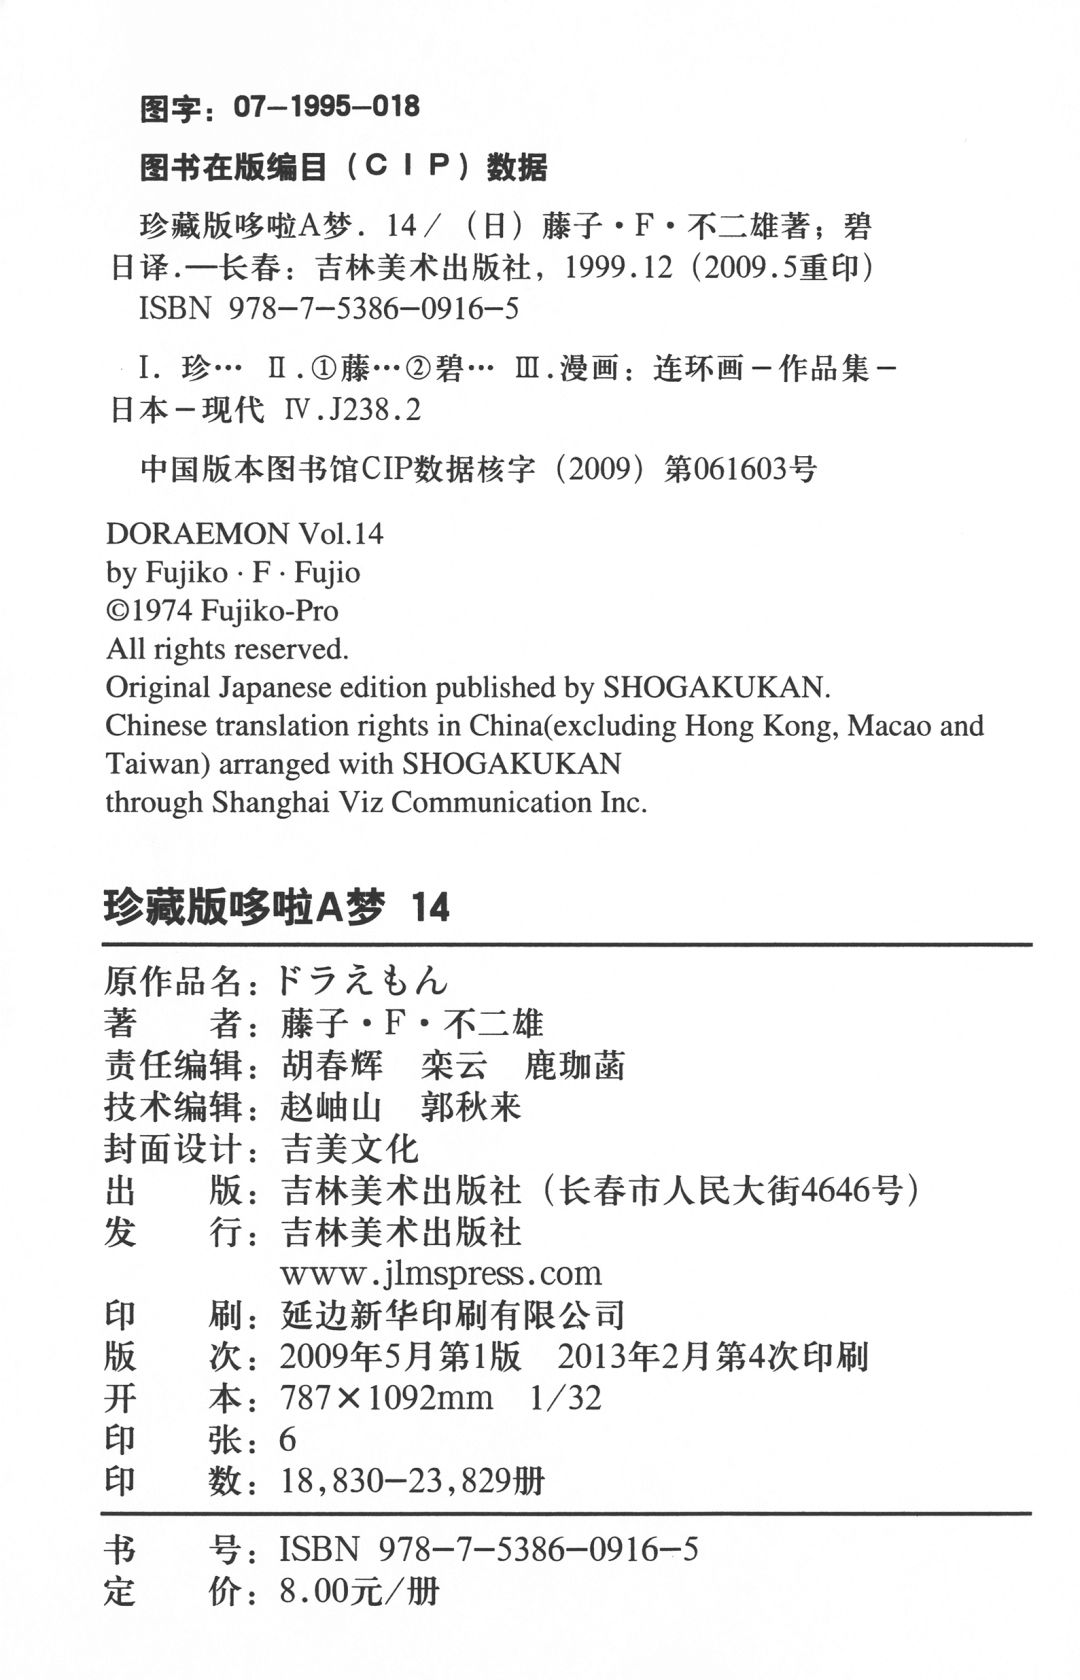 图字：07—1995—018
图书在版编目（CIP）数据
珍藏版哆啦A梦．14／（日）藤子·F·不二雄著；碧
日译.—长春：吉林美术出版社，1999.12（2009.5重印）
ISBN 978—7—5386—0916—5
Ⅰ．珍… Ⅱ.①藤…②碧… Ⅲ.漫画：连环画－作品集－
日本－现代 Ⅳ.J238.2
中国版本图书馆CIP数据核字（2009）第061603号
DORAEMON Vol.14
by Fujiko · F · Fujio
©1974 Fujiko-Pro
All rights reserved.
Original Japanese edition published by SHOGAKUKAN.
Chinese translation rights in China(excluding Hong Kong, Macao and
Taiwan) arranged with SHOGAKUKAN
through Shanghai Viz Communication Inc.
珍藏版哆啦A梦 14
原作品名：ドラえもん
著　　者：藤子·F·不二雄
责任编辑：胡春辉　栾云　鹿珈菡
技术编辑：赵岫山　郭秋来
封面设计：吉美文化
出　　版：吉林美术出版社（长春市人民大街4646号）
发　　行：吉林美术出版社
www.jlmspress.com
印　　刷：延边新华印刷有限公司
版　　次：2009年5月第1版　2013年2月第4次印刷
开　　本：787×1092mm　1/32
印　　张：6
印　　数：18,830—23,829册
书　　号：ISBN 978—7—5386—0916—5
定　　价：8.00元/册